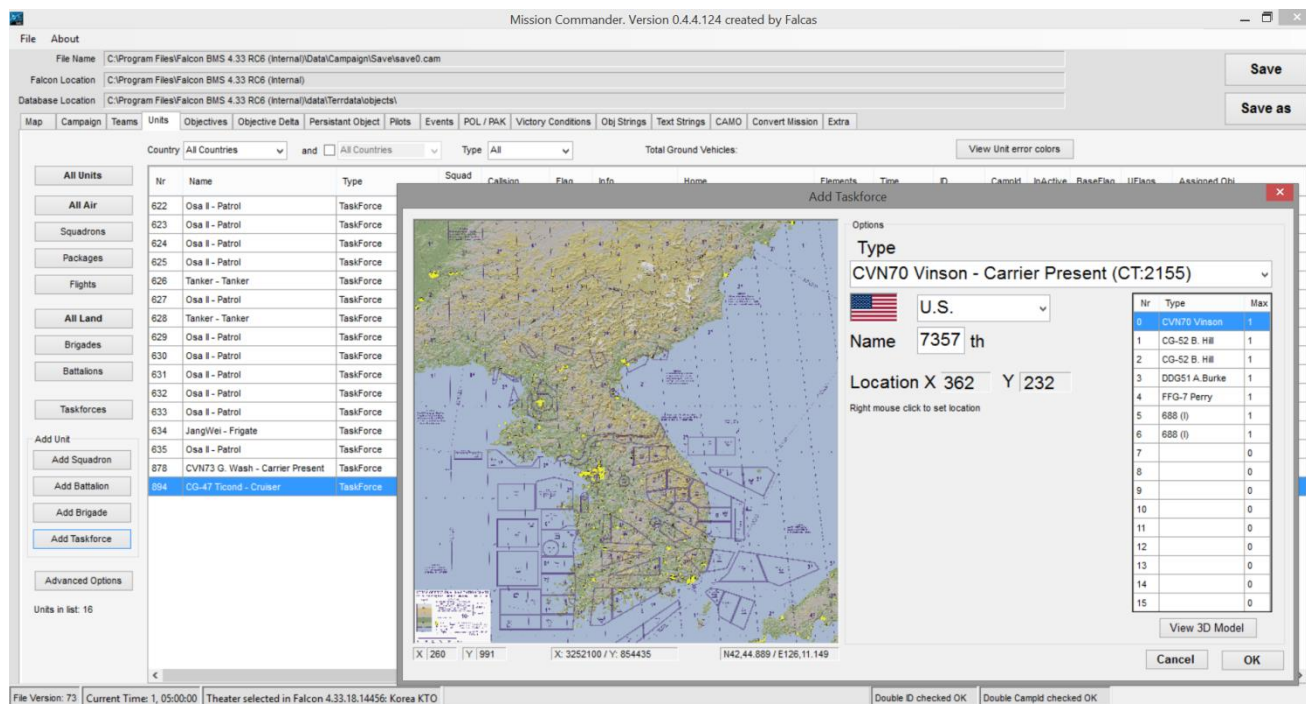 Mission Commander. Version 0.4.4.124 created by Falcas
File About
File Name C:\Program Files\Falcon BMS 4.33 RC6 (Internal)\Data\Campaign\Save\save0.cam
Save
Falcon Location C:\Program Files\Falcon BMS 4.33 RC6 (Internal)
Database Location C:\Program Files\Falcon BMS 4.33 RC6 (Internal)\data\Terrdata\objects\
Save as
Map Campaign Teams Units Objectives Objective Delta Persistant Object Pilots Events POL / PAK Victory Conditions Obj Strings Text Strings CAMO Convert Mission Extra
Country All Countries and All Countries Type All Total Ground Vehicles: View Unit error colors
All Units
All Air
Squadrons
Packages
Flights
All Land
Brigades
Battalions
Taskforces
Add Unit
Add Squadron
Add Battalion
Add Brigade
Add Taskforce
Advanced Options
Units in list: 16
Nr Name Type Squad Callsign Flag Info Home Elements Time ID CampId InActive BaseFlag UFlags Assigned Obj
622 Osa II - Patrol TaskForce
623 Osa II - Patrol TaskForce
624 Osa II - Patrol TaskForce
625 Osa II - Patrol TaskForce
626 Tanker - Tanker TaskForce
627 Osa II - Patrol TaskForce
628 Tanker - Tanker TaskForce
629 Osa II - Patrol TaskForce
630 Osa II - Patrol TaskForce
631 Osa II - Patrol TaskForce
632 Osa II - Patrol TaskForce
633 Osa II - Patrol TaskForce
634 JangWei - Frigate TaskForce
635 Osa II - Patrol TaskForce
878 CVN73 G. Wash - Carrier Present TaskForce
894 CG-47 Ticond - Cruiser TaskForce
Add Taskforce
Options
Type
CVN70 Vinson - Carrier Present (CT:2155)
U.S.
Name 7357 th
Location X 362 Y 232
Right mouse click to set location
Nr Type Max
0 CVN70 Vinson 1
1 CG-52 B. Hill 1
2 CG-52 B. Hill 1
3 DDG51 A.Burke 1
4 FFG-7 Perry 1
5 688 (I) 1
6 688 (I) 1
7 0
8 0
9 0
10 0
11 0
12 0
13 0
14 0
15 0
View 3D Model
X 260 Y 991 X: 3252100 / Y: 854435 N42,44.889 / E126,11.149
Cancel OK
File Version: 73 Current Time: 1, 05:00:00 Theater selected in Falcon 4.33.18.14456: Korea KTO Double ID checked OK Double CampId checked OK